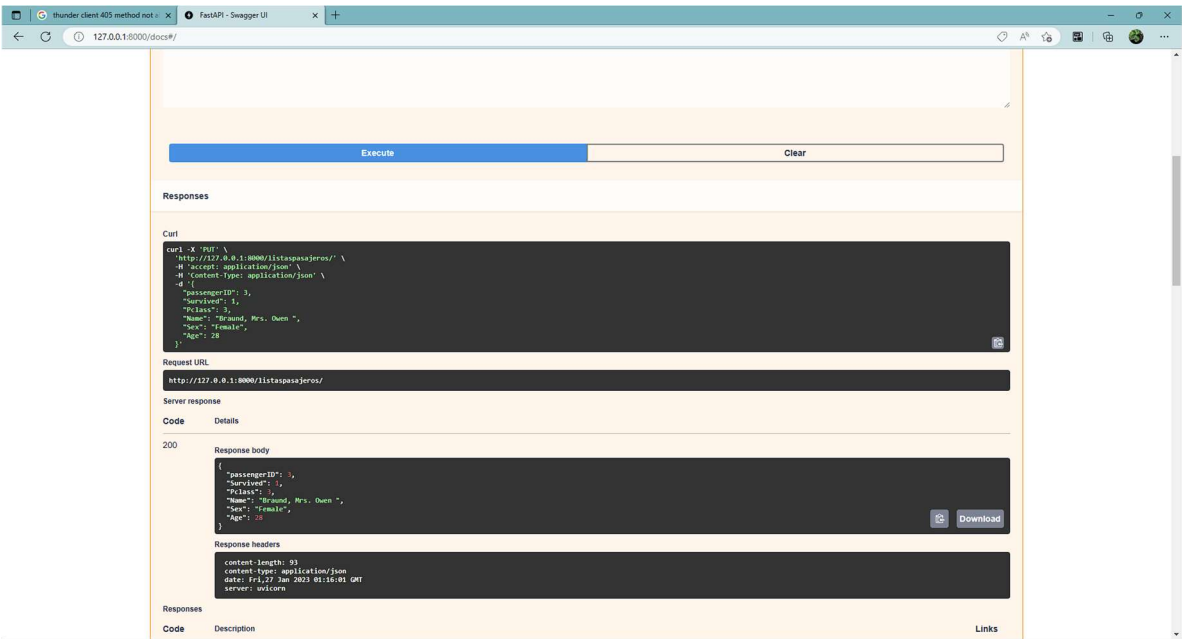 thunder client 405 method not a
FastAPI - Swagger UI
127.0.0.1:8000/docs#/
Execute
Clear
Responses
Curl
curl -X 'PUT' \
'http://127.0.0.1:8000/listaspasajeros/' \
-H 'accept: application/json' \
-H 'Content-Type: application/json' \
-d '{
"passengerID": 3,
"Survived": 1,
"Pclass": 3,
"Name": "Braund, Mrs. Owen ",
"Sex": "Female",
"Age": 28
}'
Request URL
http://127.0.0.1:8000/listaspasajeros/
Server response
Code Details
200
Response body
{
"passengerID": 3,
"Survived": 1,
"Pclass": 3,
"Name": "Braund, Mrs. Owen ",
"Sex": "Female",
"Age": 28
}
Download
Response headers
content-length: 93
content-type: application/json
date: Fri,27 Jan 2023 01:16:01 GMT
server: uvicorn
Responses
Code Description Links